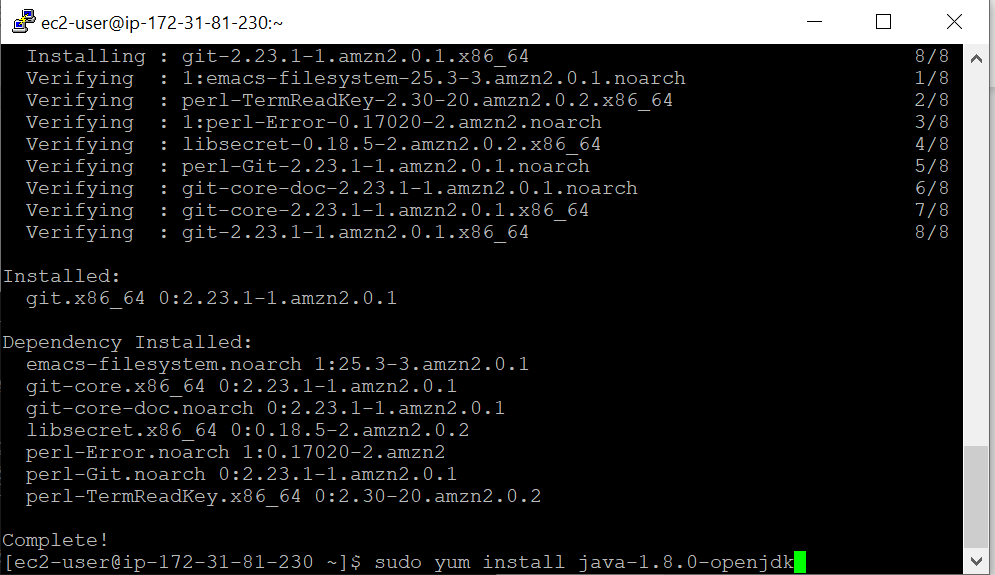 ec2-user@ip-172-31-81-230:~
Installing : git-2.23.1-1.amzn2.0.1.x86_64 8/8
Verifying : 1:emacs-filesystem-25.3-3.amzn2.0.1.noarch 1/8
Verifying : perl-TermReadKey-2.30-20.amzn2.0.2.x86_64 2/8
Verifying : 1:perl-Error-0.17020-2.amzn2.noarch 3/8
Verifying : libsecret-0.18.5-2.amzn2.0.2.x86_64 4/8
Verifying : perl-Git-2.23.1-1.amzn2.0.1.noarch 5/8
Verifying : git-core-doc-2.23.1-1.amzn2.0.1.noarch 6/8
Verifying : git-core-2.23.1-1.amzn2.0.1.x86_64 7/8
Verifying : git-2.23.1-1.amzn2.0.1.x86_64 8/8
Installed:
git.x86_64 0:2.23.1-1.amzn2.0.1
Dependency Installed:
emacs-filesystem.noarch 1:25.3-3.amzn2.0.1
git-core.x86_64 0:2.23.1-1.amzn2.0.1
git-core-doc.noarch 0:2.23.1-1.amzn2.0.1
libsecret.x86_64 0:0.18.5-2.amzn2.0.2
perl-Error.noarch 1:0.17020-2.amzn2
perl-Git.noarch 0:2.23.1-1.amzn2.0.1
perl-TermReadKey.x86_64 0:2.30-20.amzn2.0.2
Complete!
[ec2-user@ip-172-31-81-230 ~]$ sudo yum install java-1.8.0-openjdk